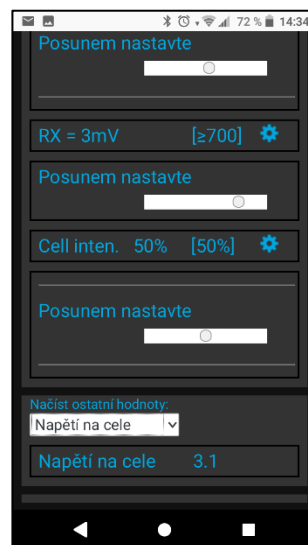 72 % 14:34
Posunem nastavte
RX = 3mV [≥700]
Posunem nastavte
Cell inten. 50% [50%]
Posunem nastavte
Načíst ostatní hodnoty:
Napětí na cele
Napětí na cele 3.1